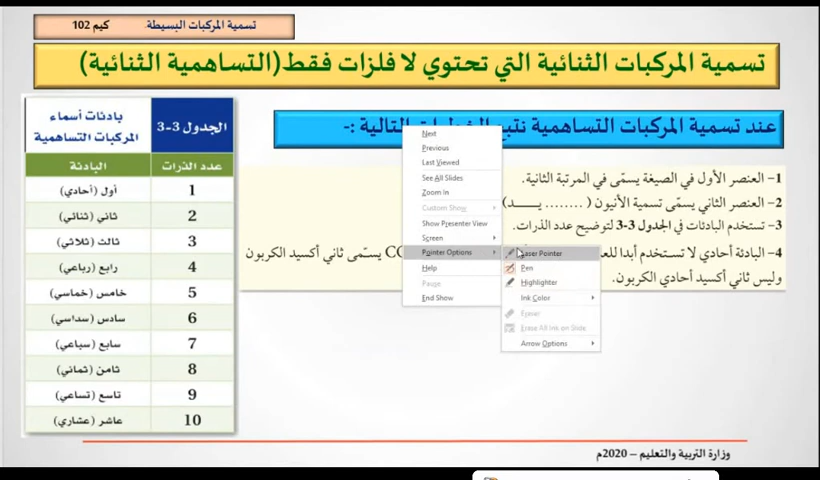 تسمية المركبات البسيطة
كيم 102
تسمية المركبات الثنائية التي تحتوي لا فلزات فقط(التساهمية الثنائية)
عند تسمية المركبات التساهمية نتبع
التالية :-
1- العنصر الأول في الصيغة يسمّى في المرتبة الثانية.
2- العنصر الثاني يسمّى تسمية الأنيون (........ يـــد)
3- تستخدم البادئات في الجدول 3-3 لتوضيح عدد الذرات.
4- البادئة أحادي لا تستخدم أبدا
يسمّى ثاني أكسيد الكربون
وليس ثاني أكسيد أحادي الكربون.
الجدول 3-3
بادئات أسماء المركبات التساهمية
عدد الذرات البادئة
1 أول (أحادي)
2 ثاني (ثنائي)
3 ثالث (ثلاثي)
4 رابع (رباعي)
5 خامس (خماسي)
6 سادس (سداسي)
7 سابع (سباعي)
8 ثامن (ثماني)
9 تاسع (تساعي)
10 عاشر (عشاري)
Next
Previous
Last Viewed
See All Slides
Zoom In
Custom Show
Show Presenter View
Screen
Pointer Options
Help
Pause
End Show
Laser Pointer
Pen
Highlighter
Ink Color
Eraser
Erase All Ink on Slide
Arrow Options
وزارة التربية والتعليم – 2020م